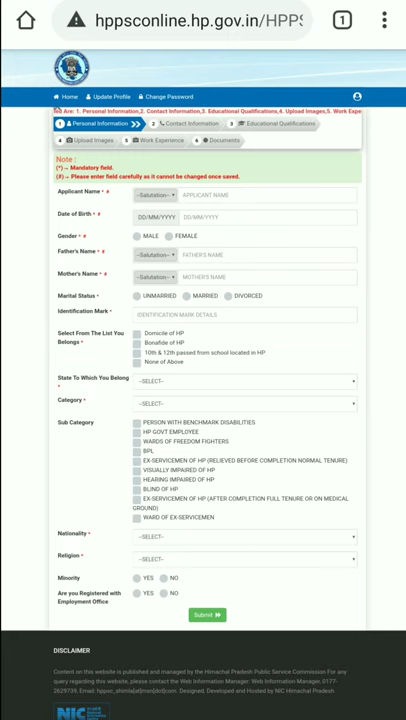 hppsconline.hp.gov.in/HPPS
1
Home Update Profile Change Password
Are: 1. Personal Information,2. Contact Information,3. Educational Qualifications,4. Upload Images,5. Work Expe
1 Personal Information 2 Contact Information 3 Educational Qualifications
4 Upload Images 5 Work Experience 6 Documents
Note :
(*) → Mandatory field.
(#) → Please enter field carefully as it cannot be changed once saved.
Applicant Name * # --Salutation-- APPLICANT NAME
Date of Birth * # DD/MM/YYYY DD/MM/YYYY
Gender * # MALE FEMALE
Father's Name * # --Salutation-- FATHER'S NAME
Mother's Name * # --Salutation-- MOTHER'S NAME
Marital Status * UNMARRIED MARRIED DIVORCED
Identification Mark * IDENTIFICATION MARK DETAILS
Select From The List You Belongs *
Domicile of HP
Bonafide of HP
10th & 12th passed from school located in HP
None of Above
State To Which You Belong * --SELECT--
Category * --SELECT--
Sub Category
PERSON WITH BENCHMARK DISABILITIES
HP GOVT EMPLOYEE
WARDS OF FREEDOM FIGHTERS
BPL
EX-SERVICEMEN OF HP (RELIEVED BEFORE COMPLETION NORMAL TENURE)
VISUALLY IMPAIRED OF HP
HEARING IMPAIRED OF HP
BLIND OF HP
EX-SERVICEMEN OF HP (AFTER COMPLETION FULL TENURE OR ON MEDICAL
GROUND)
WARD OF EX-SERVICEMEN
Nationality * --SELECT--
Religion * --SELECT--
Minority YES NO
Are you Registered with
Employment Office YES NO
Submit
DISCLAIMER
Content on this website is published and managed by the Himachal Pradesh Public Service Commission For any
query regarding this website, please contact the Web Information Manager: Web Information Manager, 0177-
2629739, Email: hppsc_shimla[at]msn[dot]com. Designed, Developed and Hosted by NIC Himachal Pradesh
NIC